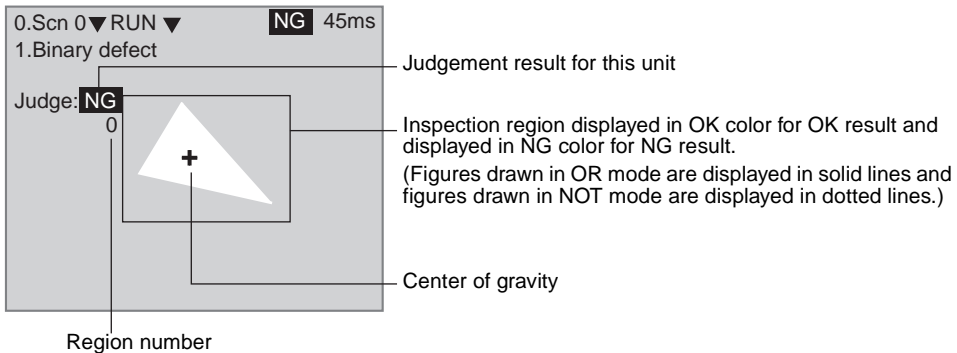 0.Scn 0▼ RUN ▼ NG 45ms
1.Binary defect
Judgement result for this unit
Judge: NG
0
Inspection region displayed in OK color for OK result and
displayed in NG color for NG result.
(Figures drawn in OR mode are displayed in solid lines and
figures drawn in NOT mode are displayed in dotted lines.)
Center of gravity
Region number